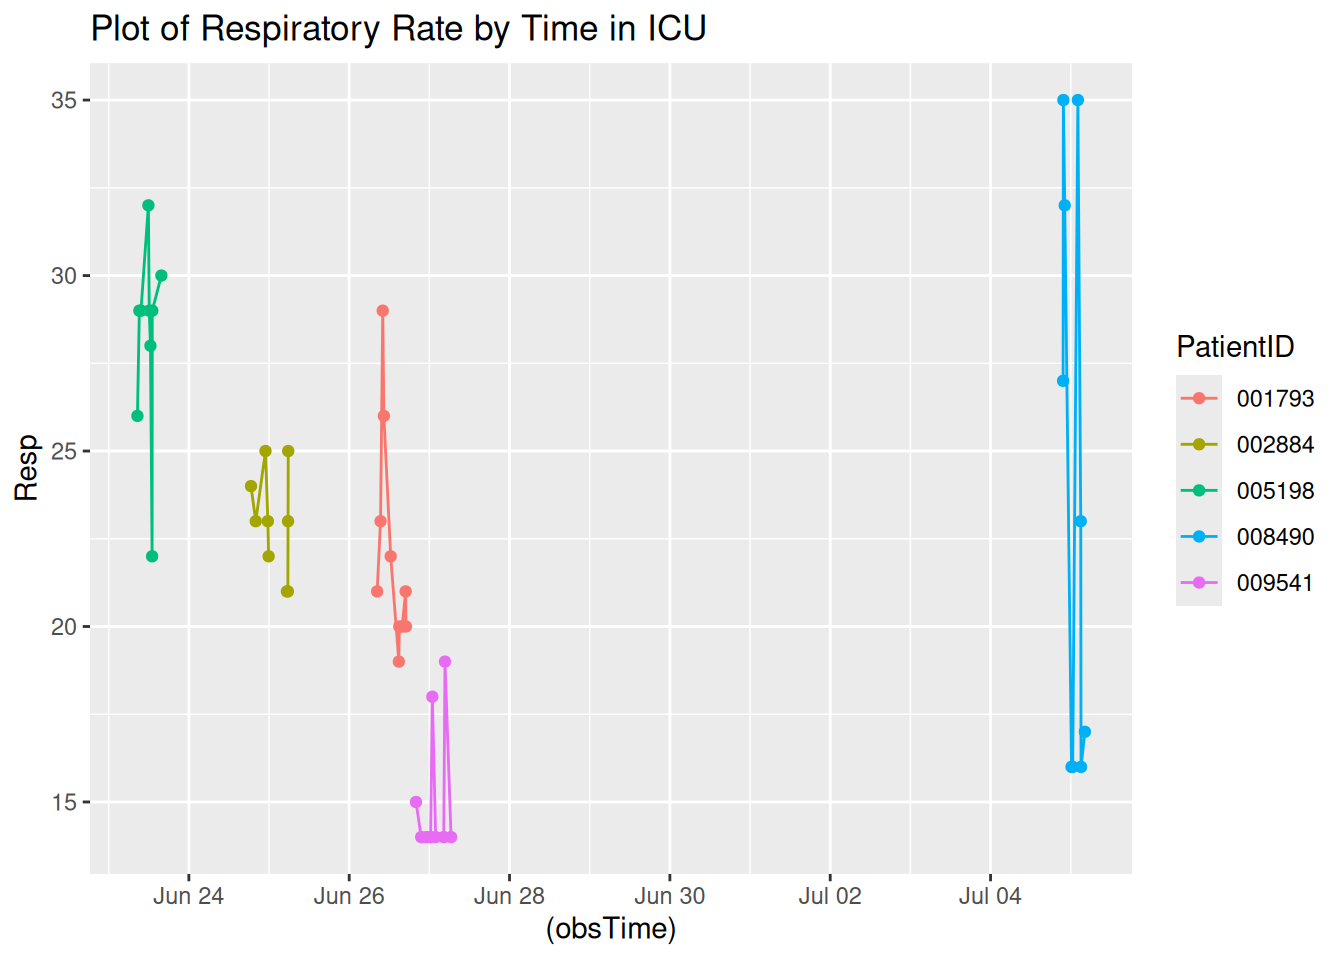 Plot of Respiratory Rate by Time in ICU
Resp
35
30
25
20
15
Jun 24 Jun 26 Jun 28 Jun 30 Jul 02 Jul 04
(obsTime)
PatientID
001793
002884
005198
008490
009541